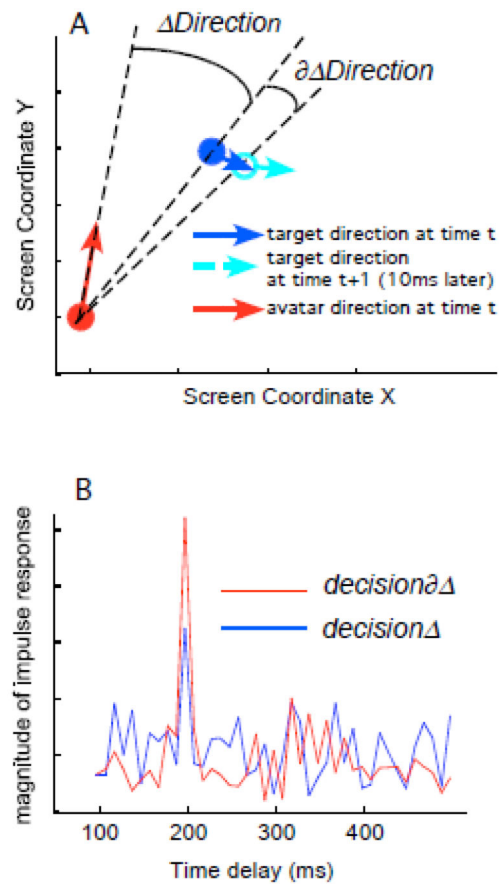 A
ΔDirection
∂ΔDirection
Screen Coordinate Y
target direction at time t
target direction
at time t+1 (10ms later)
avatar direction at time t
Screen Coordinate X
B
magnitude of impulse response
decision∂Δ
decisionΔ
100 200 300 400
Time delay (ms)